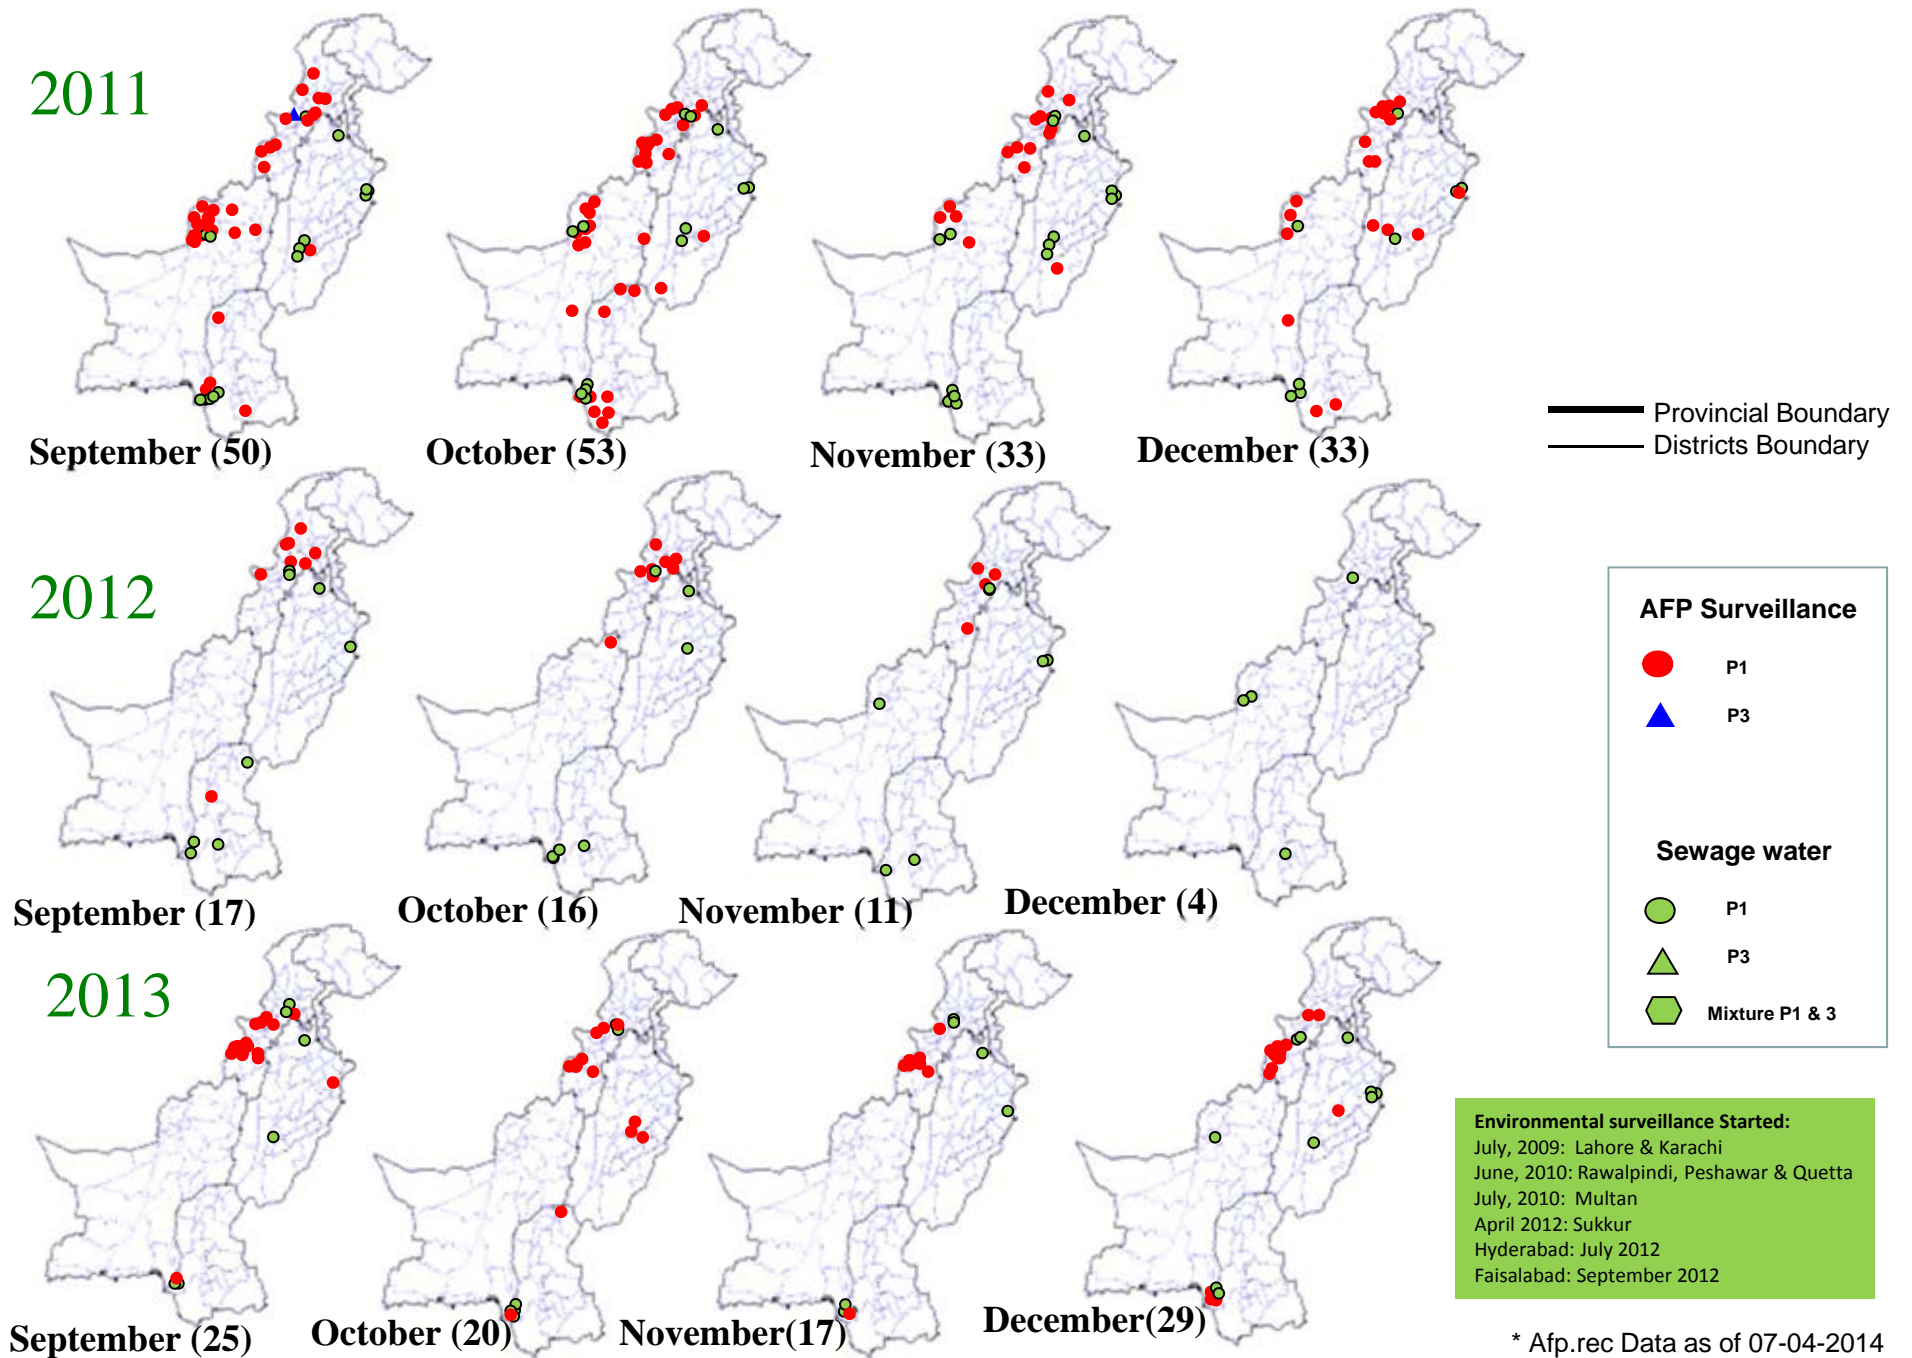 2011
September (50)
October (53)
November (33)
December (33)
Provincial Boundary
Districts Boundary
2012
September (17)
October (16)
November (11)
December (4)
AFP Surveillance
P1
P3
Sewage water
P1
P3
Mixture P1 & 3
2013
September (25)
October (20)
November(17)
December(29)
Environmental surveillance Started:
July, 2009: Lahore & Karachi
June, 2010: Rawalpindi, Peshawar & Quetta
July, 2010: Multan
April 2012: Sukkur
Hyderabad: July 2012
Faisalabad: September 2012
* Afp.rec Data as of 07-04-2014